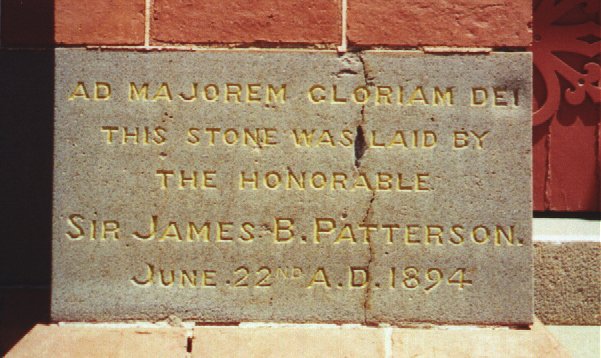 AD MAJOREM GLORIAM DEI
THIS STONE WAS LAID BY
THE HONORABLE
SIR JAMES B. PATTERSON.
JUNE. 22ND A.D. 1894